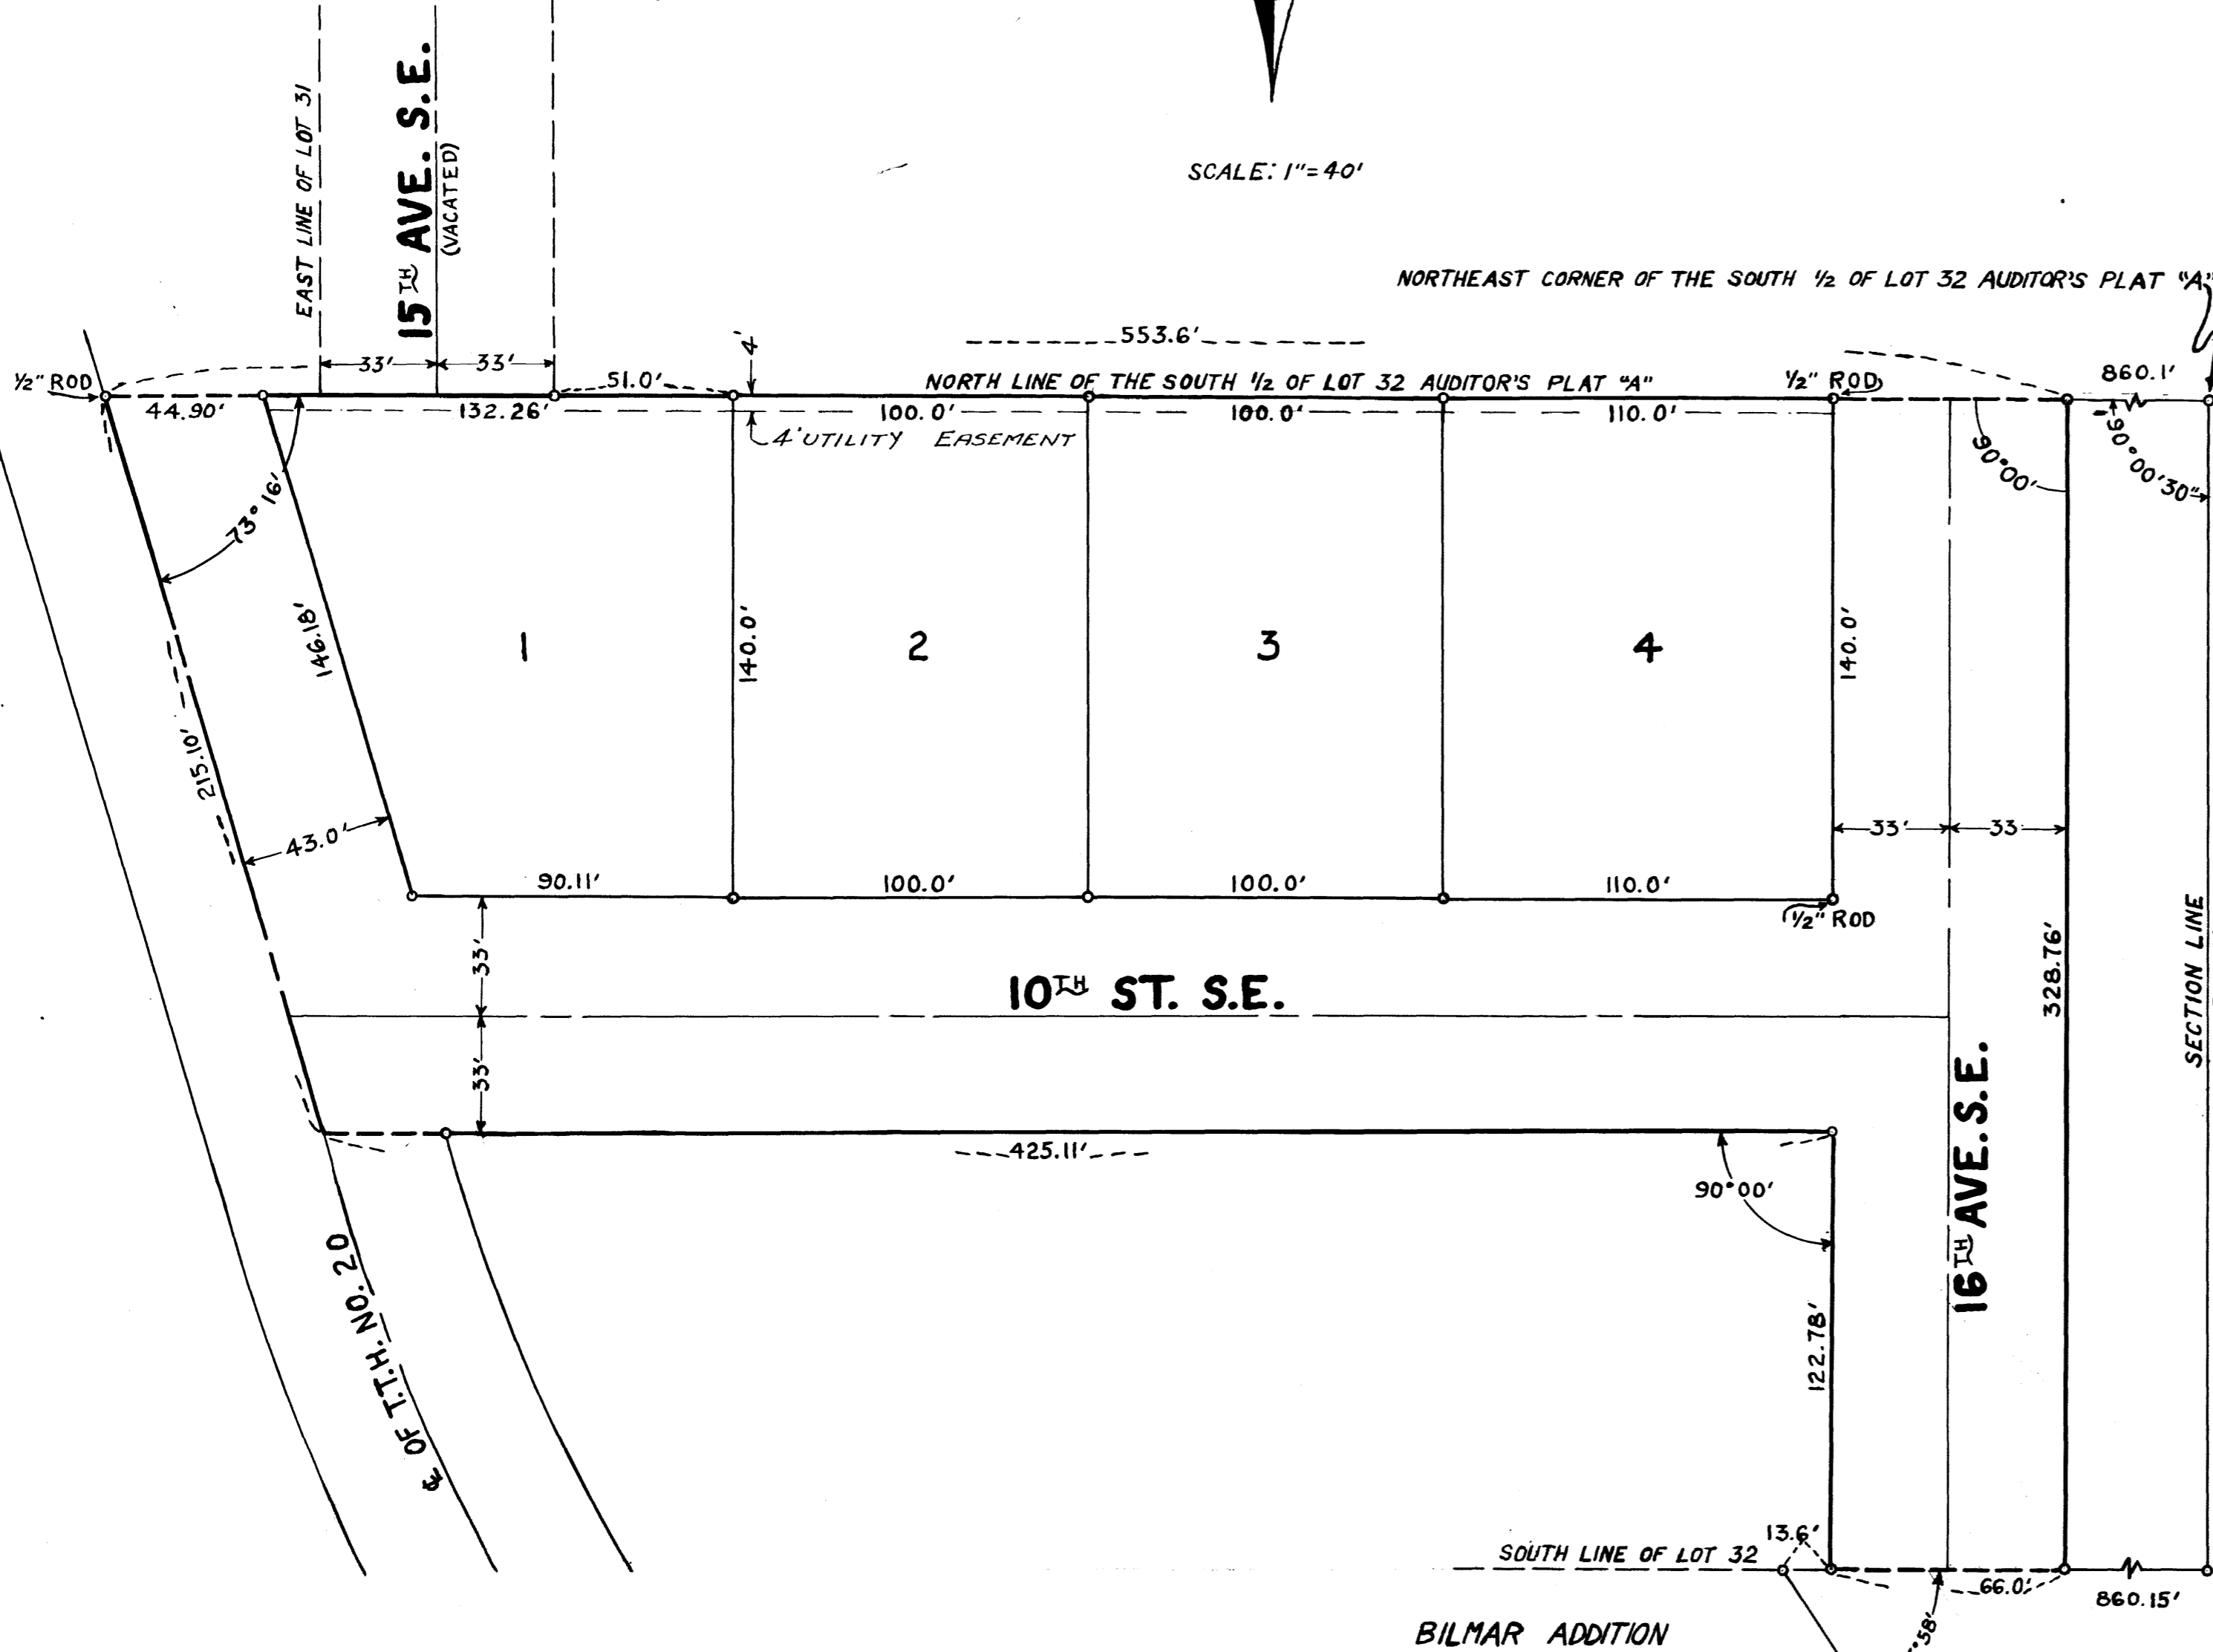 EAST LINE OF LOT 31
15TH AVE. S.E.
(VACATED)
SCALE: 1"=40'
NORTHEAST CORNER OF THE SOUTH 1/2 OF LOT 32 AUDITOR'S PLAT "A"
553.6'
33'
33'
4'
1/2" ROD
51.0'
NORTH LINE OF THE SOUTH 1/2 OF LOT 32 AUDITOR'S PLAT "A"
1/2" ROD
860.1'
44.90'
132.26'
100.0'
100.0'
110.0'
4' UTILITY EASEMENT
90°00'
90°00'30"
73°16'
146.18'
1
140.0'
2
3
4
140.0'
215.10'
43.0'
33'
33
90.11'
100.0'
100.0'
110.0'
1/2" ROD
33'
10TH ST. S.E.
328.76'
SECTION LINE
33'
425.11'
90°00'
16TH AVE. S.E.
℄ OF T.T.H. NO. 20
122.78'
13.6'
SOUTH LINE OF LOT 32
66.0'
860.15'
BILMAR ADDITION
°58'